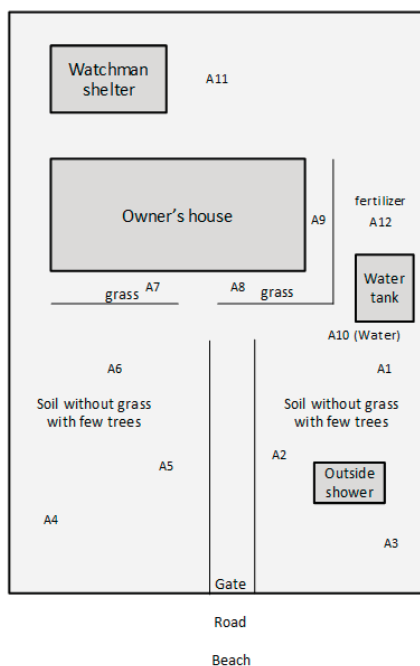 Watchman
shelter
A11
Owner's house
A9
fertilizer
A12
Water
tank
grass
A7
A8
grass
A10 (Water)
A6
A1
Soil without grass
with few trees
Soil without grass
with few trees
A5
A2
Outside
shower
A4
A3
Gate
Road
Beach